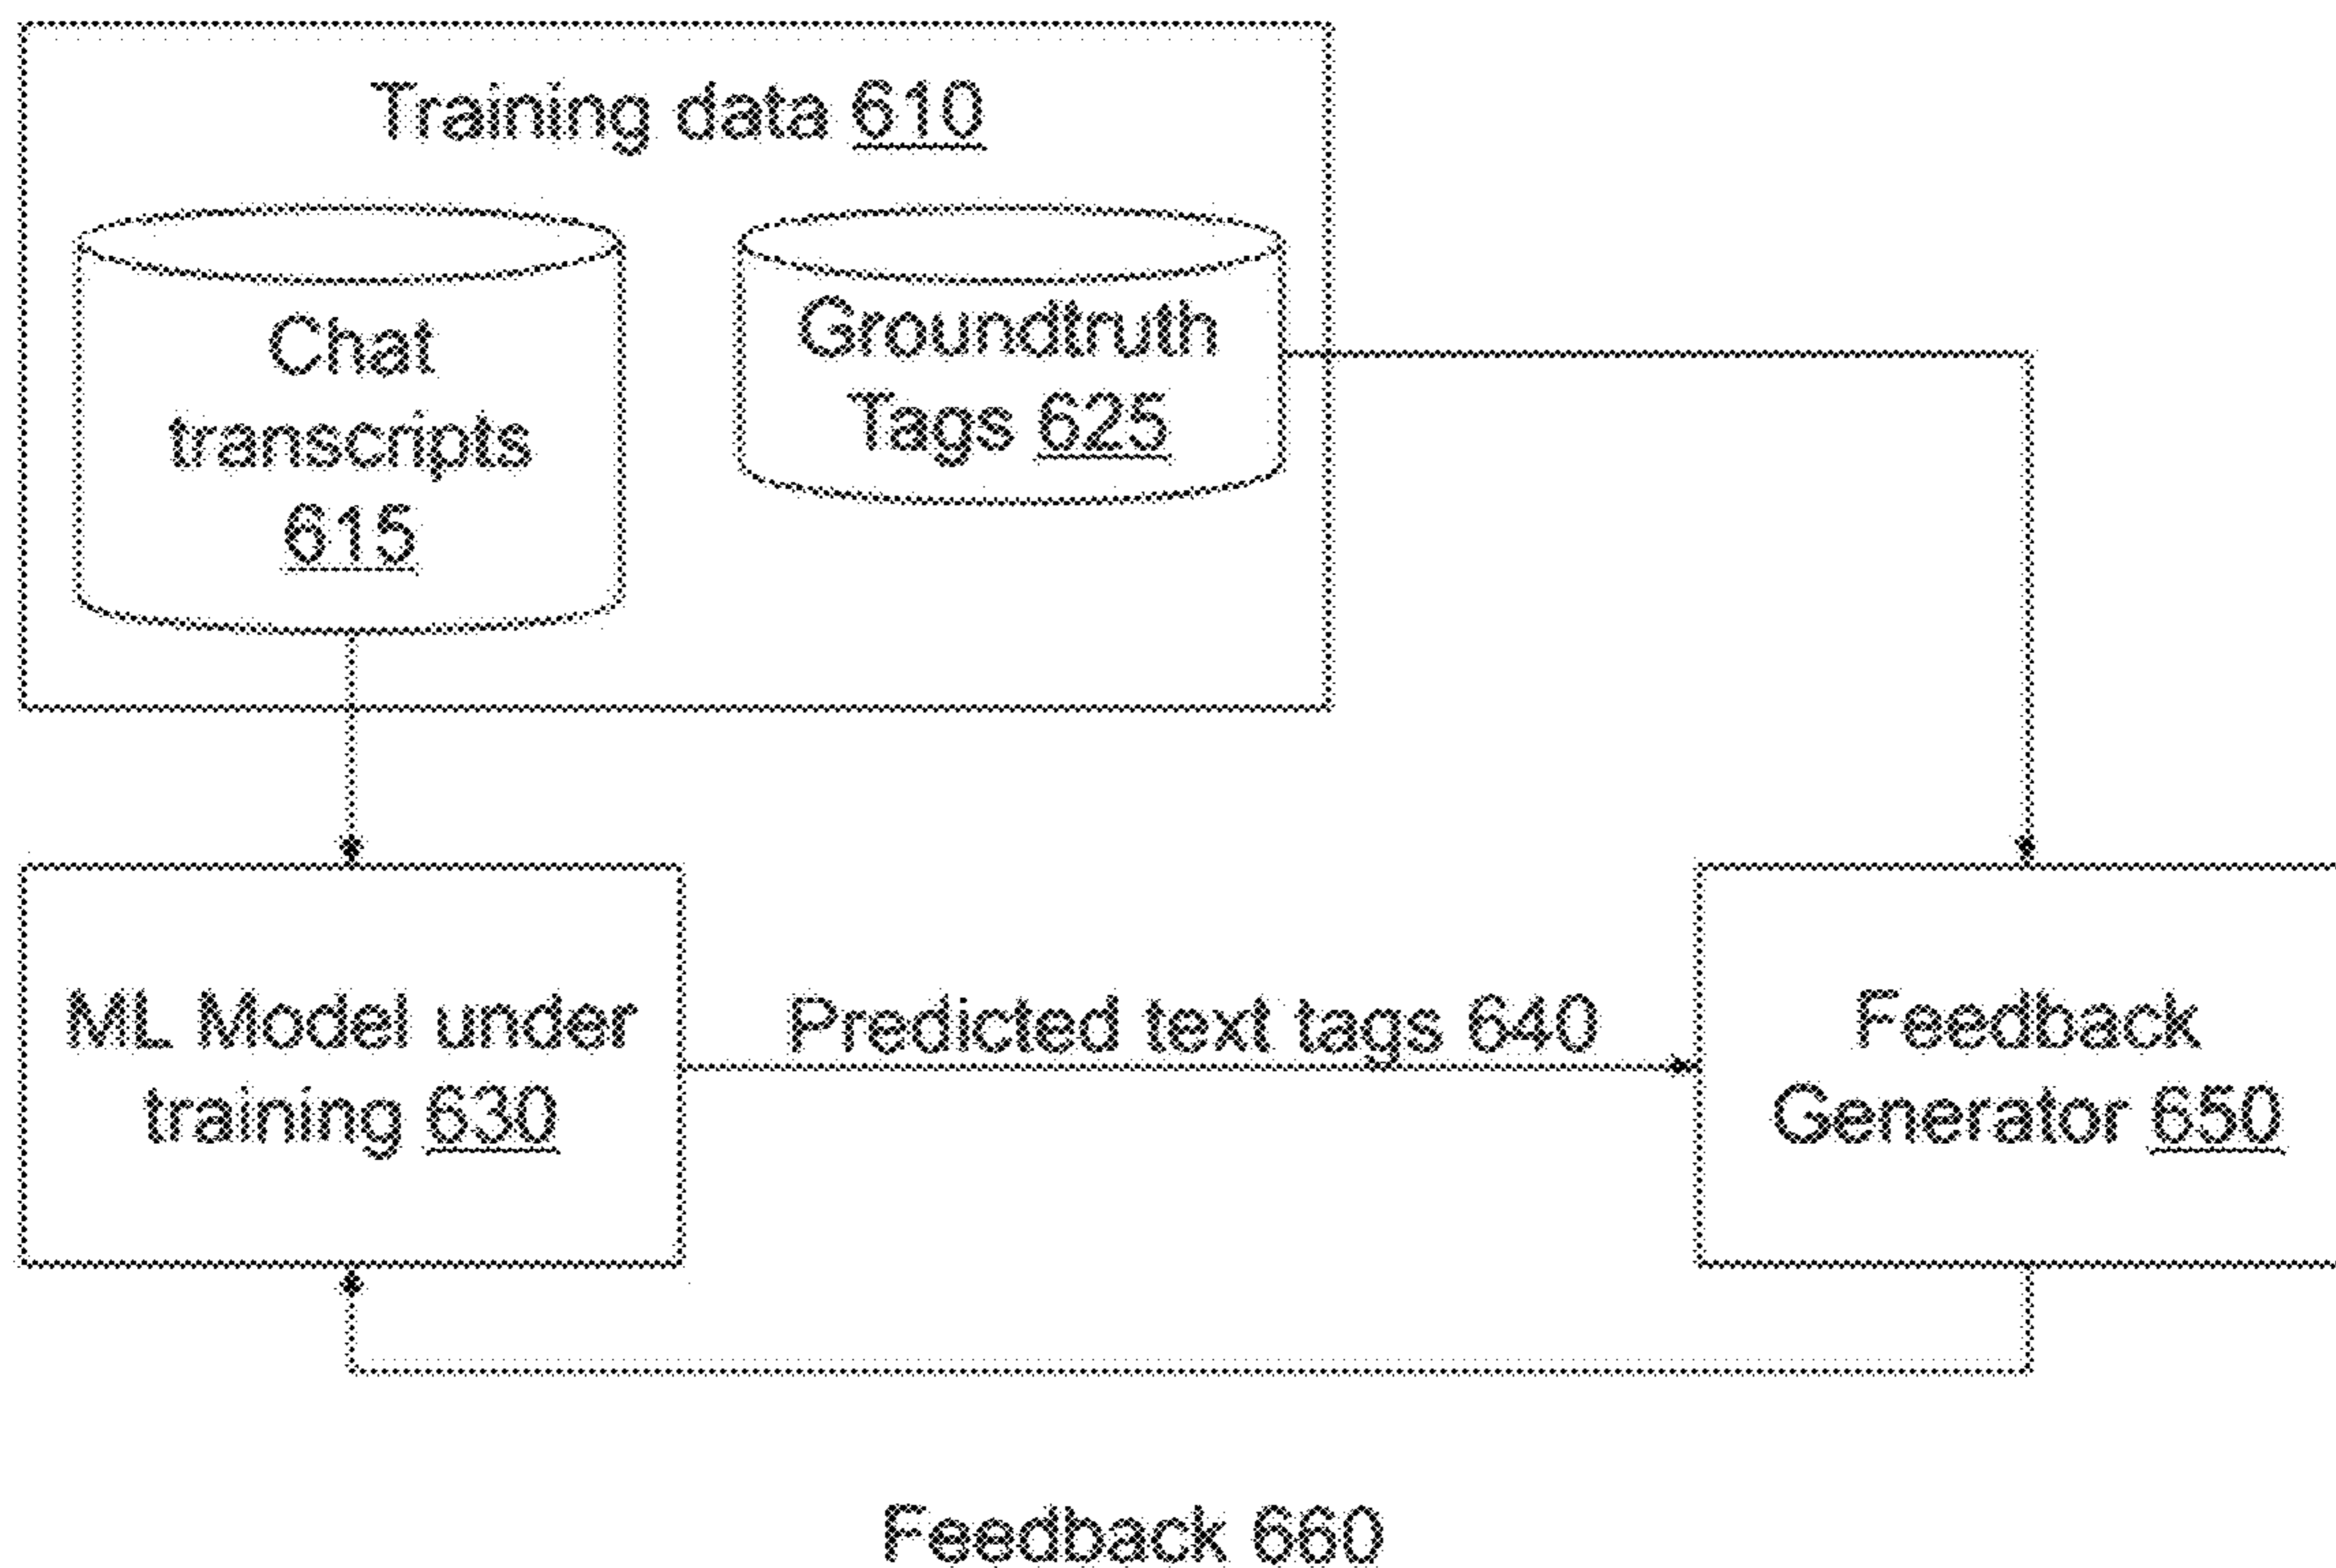 Training data 610
Chat
transcripts
615
Groundtruth
Tags 625
ML Model under
training 630
Predicted text tags 640
Feedback
Generator 650
Feedback 660